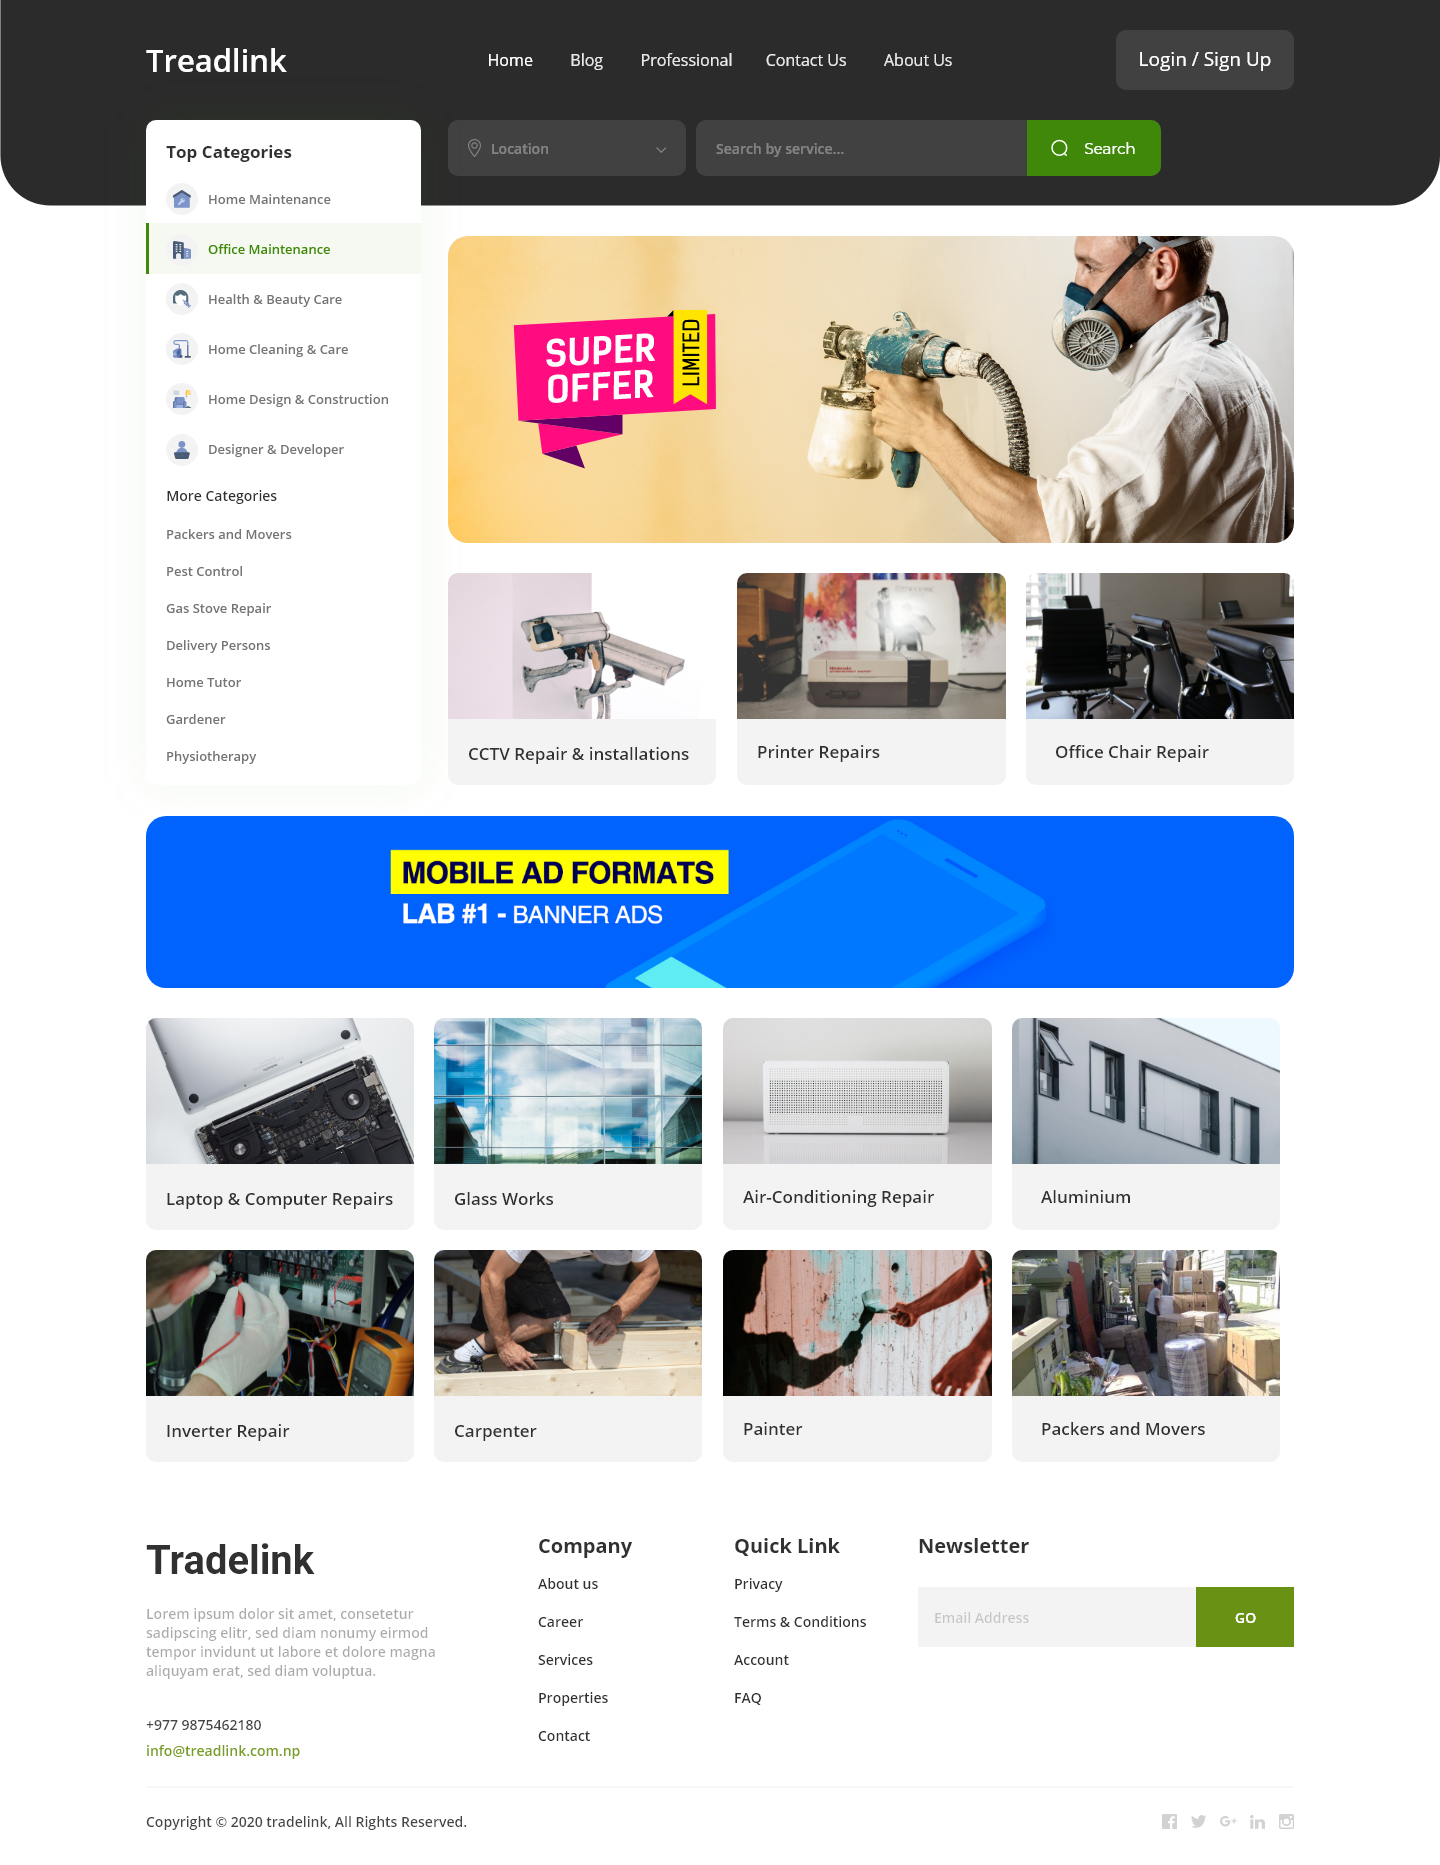 Treadlink
Home
Blog
Professional
Contact Us
About Us
Login / Sign Up
Location
Search by service...
Search
Top Categories
Home Maintenance
Office Maintenance
Health & Beauty Care
Home Cleaning & Care
Home Design & Construction
Designer & Developer
More Categories
Packers and Movers
Pest Control
Gas Stove Repair
Delivery Persons
Home Tutor
Gardener
Physiotherapy
SUPER
OFFER
LIMITED
Nintendo
CCTV Repair & installations
Printer Repairs
Office Chair Repair
MOBILE AD FORMATS
LAB #1 - BANNER ADS
Laptop & Computer Repairs
Glass Works
Air-Conditioning Repair
Aluminium
Inverter Repair
Carpenter
Painter
Packers and Movers
Tradelink
Lorem ipsum dolor sit amet, consetetur
sadipscing elitr, sed diam nonumy eirmod
tempor invidunt ut labore et dolore magna
aliquyam erat, sed diam voluptua.
+977 9875462180
info@treadlink.com.np
Company
About us
Career
Services
Properties
Contact
Quick Link
Privacy
Terms & Conditions
Account
FAQ
Newsletter
Email Address
GO
Copyright © 2020 tradelink, All Rights Reserved.